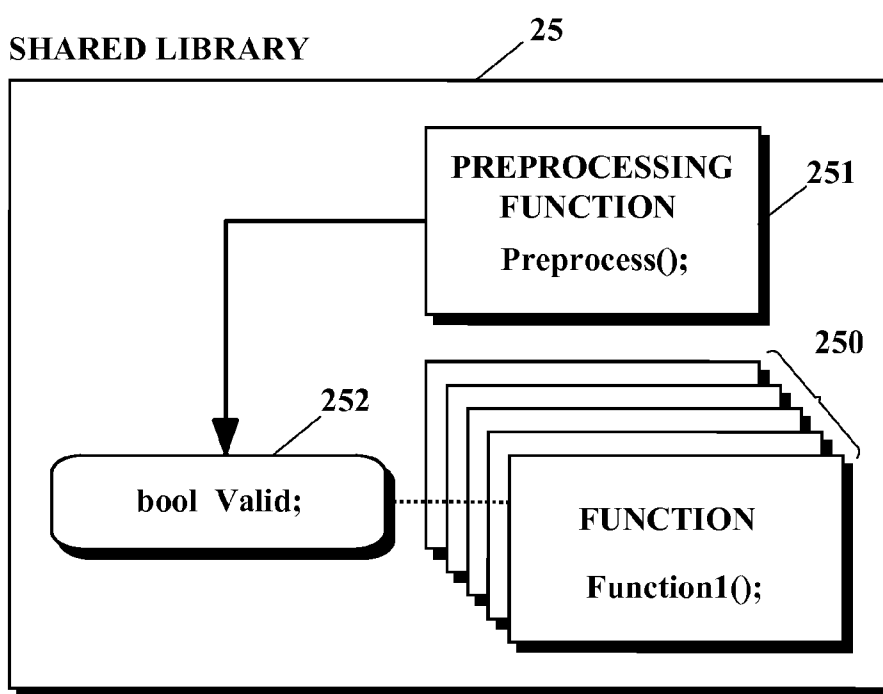 25
SHARED LIBRARY
PREPROCESSING
FUNCTION
Preprocess();
251
250
252
bool Valid;
FUNCTION
Function1();